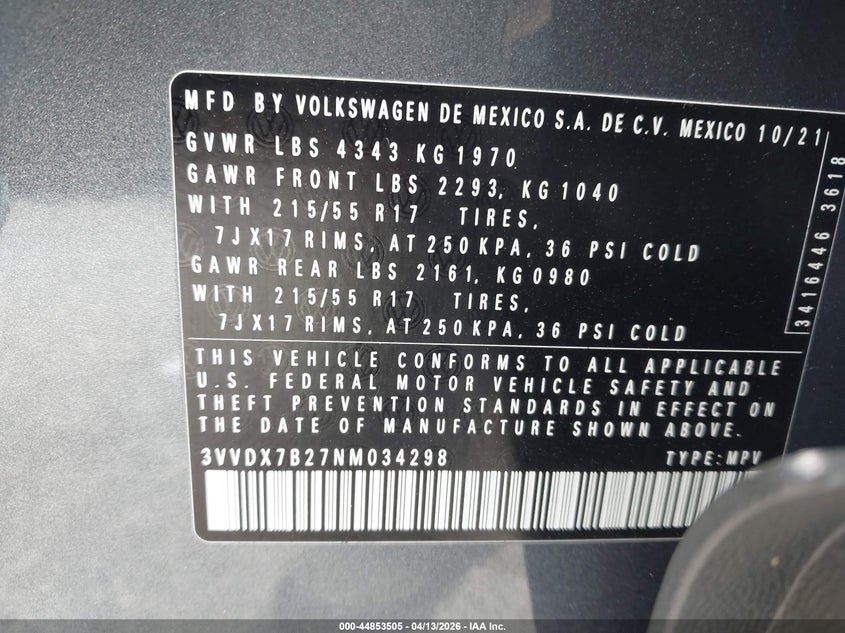 MFD BY VOLKSWAGEN DE MEXICO S.A. DE C.V. MEXICO 10/21
GVWR LBS 4343 KG 1970
GAWR FRONT LBS 2293, KG 1040
WITH 215/55 R17 TIRES,
7JX17 RIMS, AT 250 KPA, 36 PSI COLD
GAWR REAR LBS 2161, KG 0980
WITH 215/55 R17 TIRES,
7JX17 RIMS, AT 250 KPA, 36 PSI COLD
3416446 3618
THIS VEHICLE CONFORMS TO ALL APPLICABLE
U.S. FEDERAL MOTOR VEHICLE SAFETY AND
THEFT PREVENTION STANDARDS IN EFFECT ON
THE DATE OF MANUFACTURE SHOWN ABOVE.
3VVDX7B27NM034298 TYPE: MPV
000-44853505 - 04/13/2026 - IAA Inc.